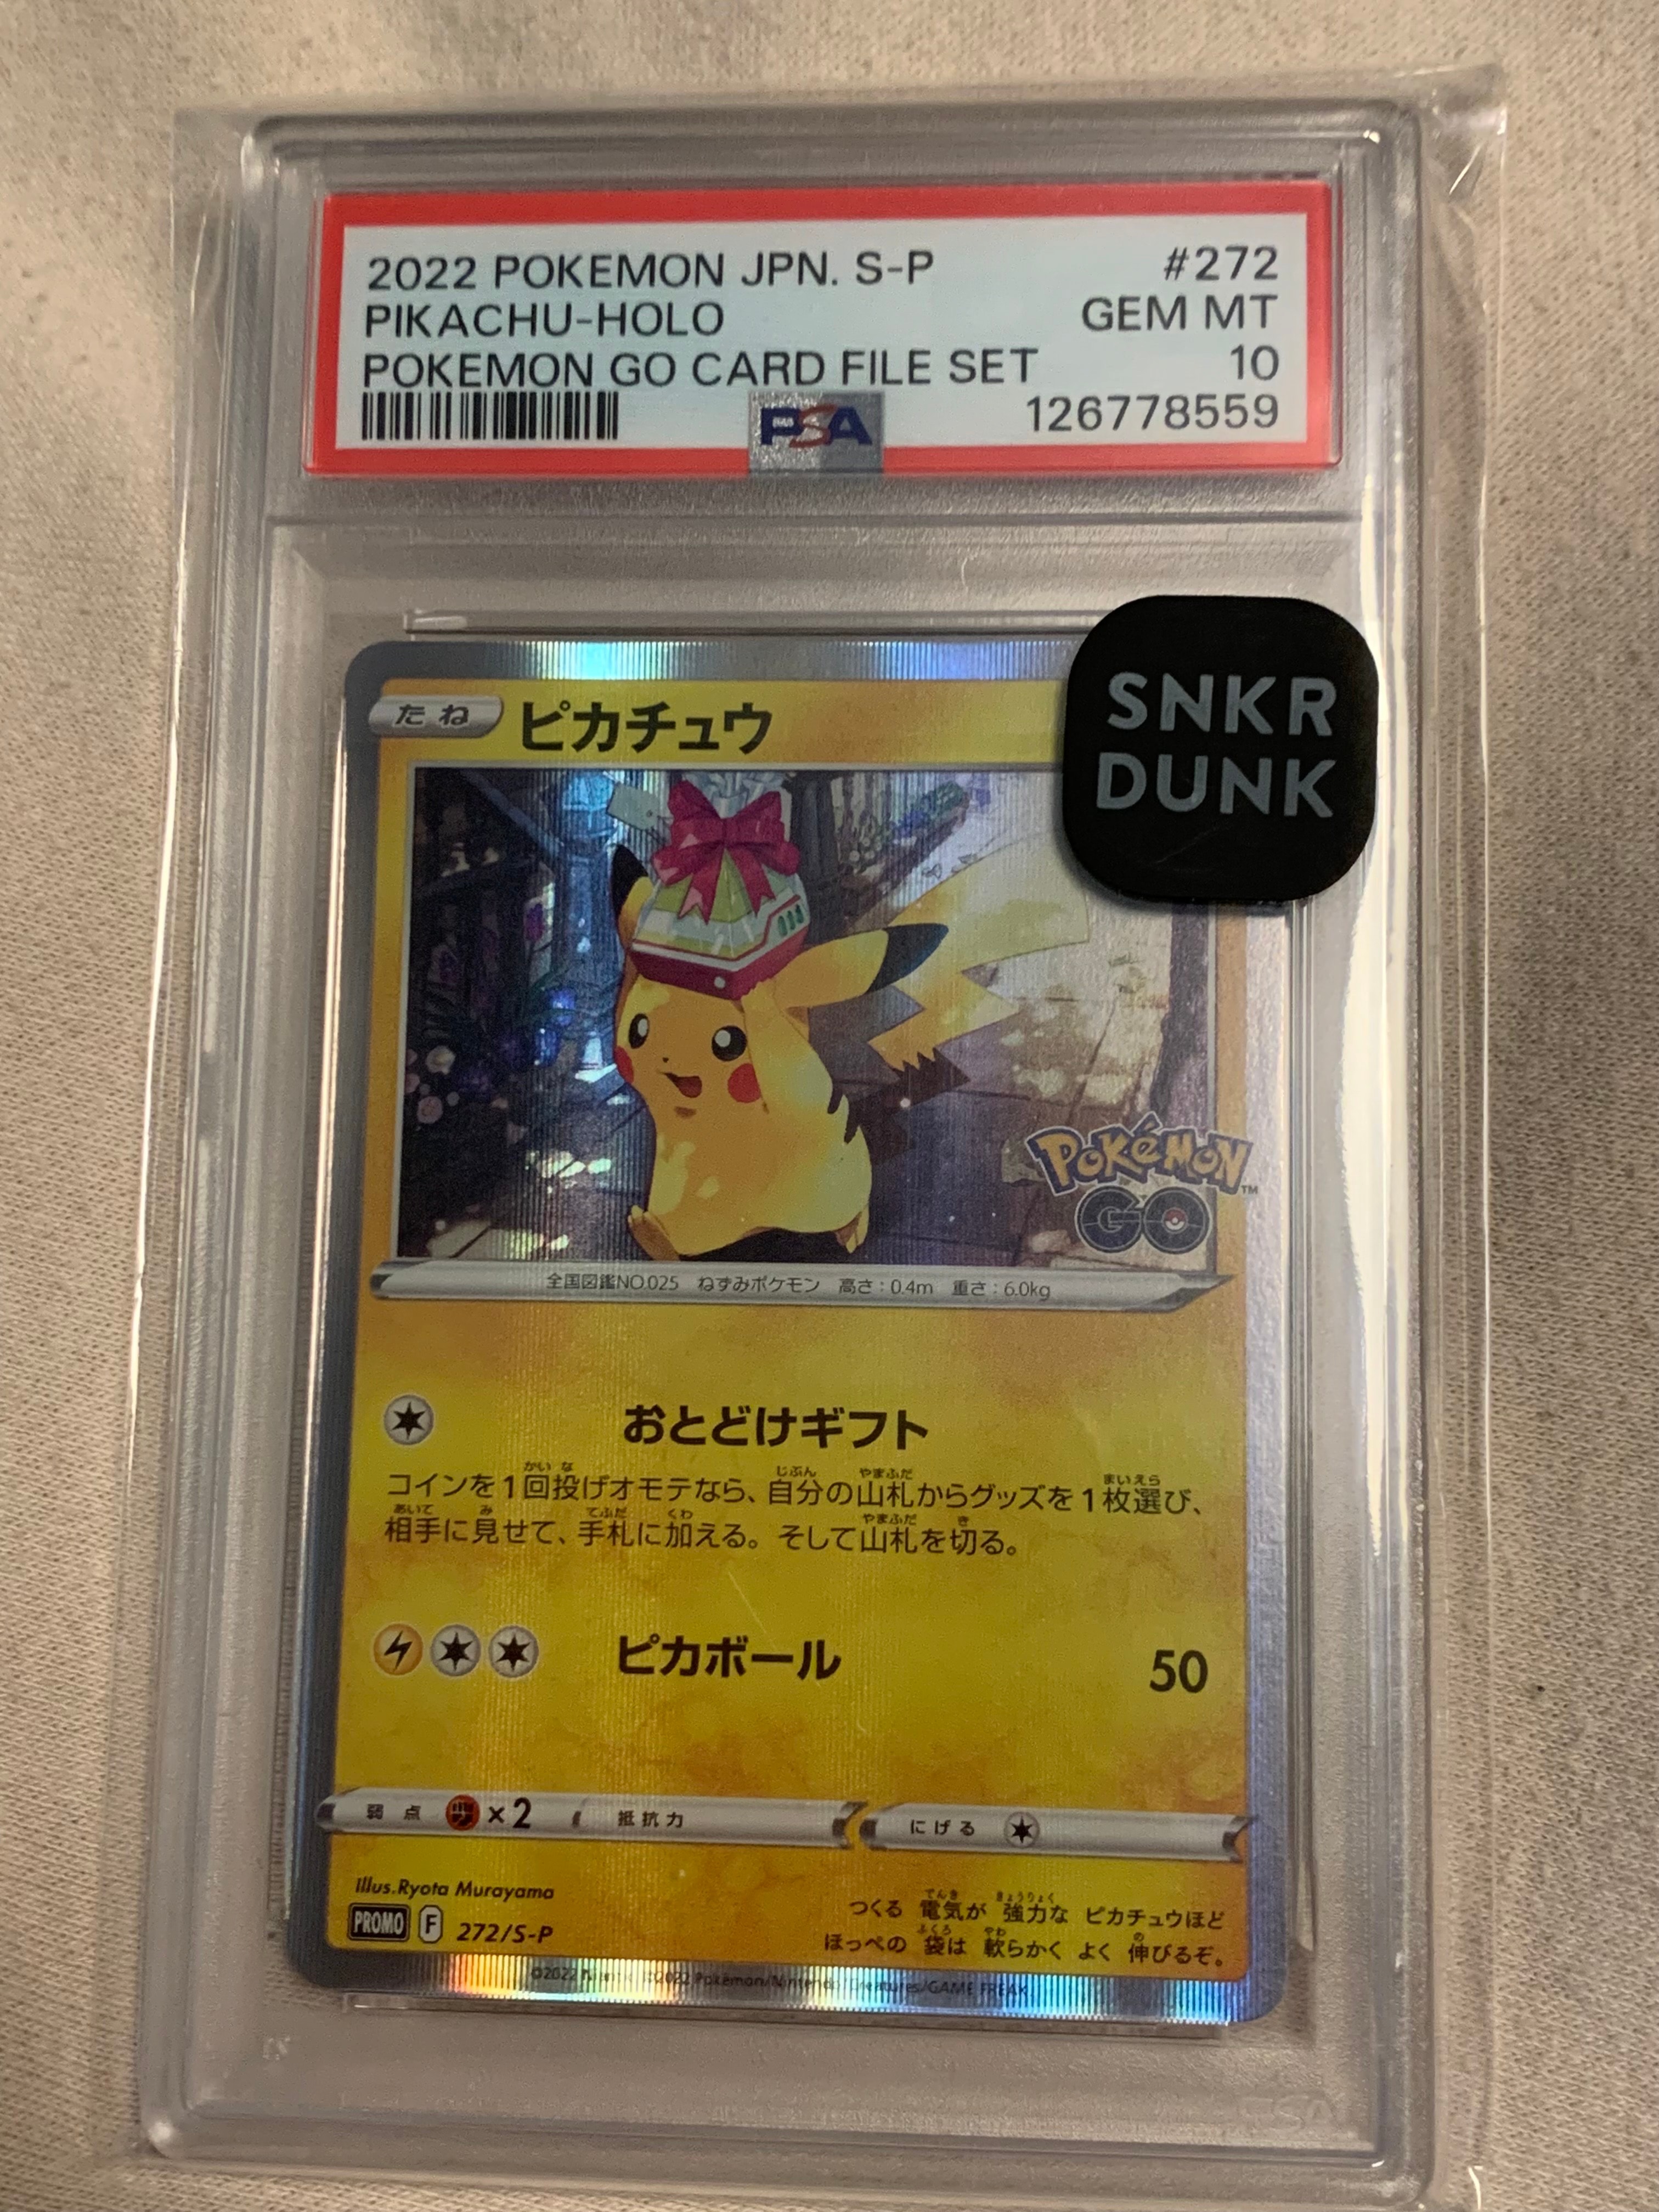 2022 POKEMON JPN. S-P #272
PIKACHU-HOLO GEM MT
POKEMON GO CARD FILE SET 10
PSA 126778559
SNKR
DUNK
たね ピカチュウ
Pokémon™
GO
全国図鑑NO.025 ねずみポケモン 高さ:0.4m 重さ:6.0kg
おとどけギフト
コインを1回投げオモテなら、自分の山札からグッズを1枚選び、
相手に見せて、手札に加える。そして山札を切る。
ピカボール 50
弱点 ×2 抵抗力 にげる
Illus.Ryota Murayama
つくる 電気が 強力な ピカチュウほど
PROMO F 272/S-P
ほっぺの 袋は 軟らかく よく 伸びるぞ。
©2022 Niantic ©2022 Pokémon/Nintendo/Creatures/GAME FREAK